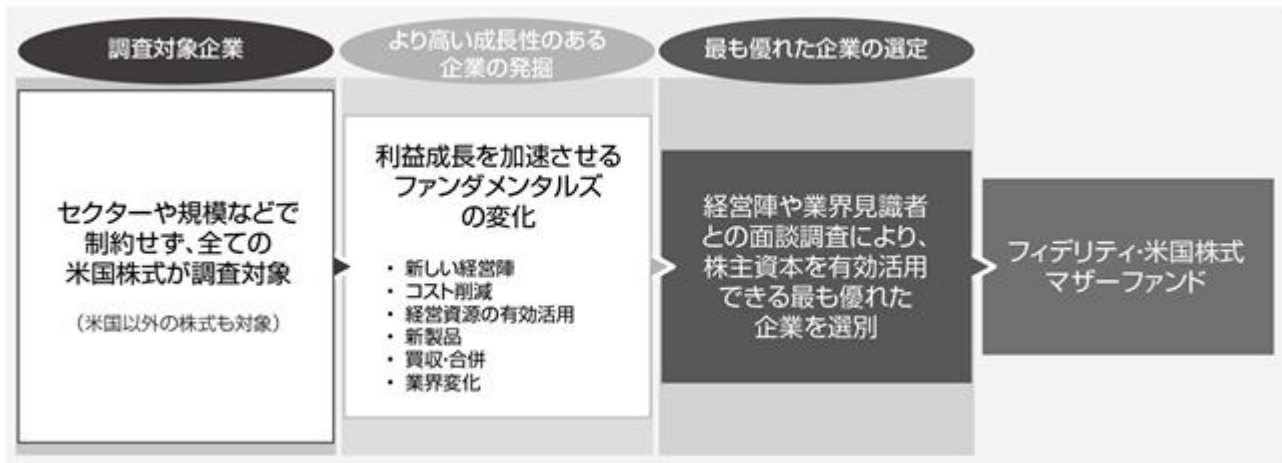 調査対象企業
セクターや規模などで
制約せず、全ての
米国株式が調査対象
(米国以外の株式も対象)
より高い成長性のある
企業の発掘
利益成長を加速させる
ファンダメンタルズ
の変化
・ 新しい経営陣
・ コスト削減
・ 経営資源の有効活用
・ 新製品
・ 買収・合併
・ 業界変化
最も優れた企業の選定
経営陣や業界見識者
との面談調査により、
株主資本を有効活用
できる最も優れた
企業を選別
フィデリティ・米国株式
マザーファンド